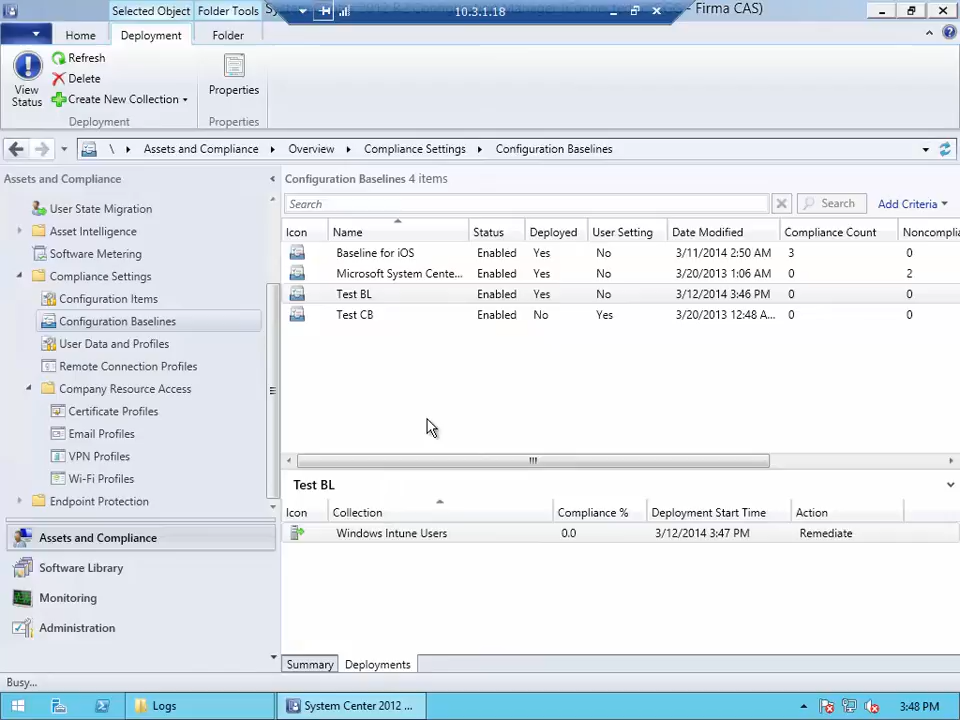 Selected Object
Folder Tools
10.3.1.18
- Firma CAS)
Home
Deployment
Folder
View Status
Refresh
Delete
Create New Collection
Deployment
Properties
Properties
\
Assets and Compliance
Overview
Compliance Settings
Configuration Baselines
Assets and Compliance
User State Migration
Asset Intelligence
Software Metering
Compliance Settings
Configuration Items
Configuration Baselines
User Data and Profiles
Remote Connection Profiles
Company Resource Access
Certificate Profiles
Email Profiles
VPN Profiles
Wi-Fi Profiles
Endpoint Protection
Assets and Compliance
Software Library
Monitoring
Administration
Configuration Baselines 4 items
Search
Search
Add Criteria
Icon Name Status Deployed User Setting Date Modified Compliance Count Noncomplia
Baseline for iOS Enabled Yes No 3/11/2014 2:50 AM 3 0
Microsoft System Cente... Enabled Yes No 3/20/2013 1:06 AM 0 2
Test BL Enabled Yes No 3/12/2014 3:46 PM 0 0
Test CB Enabled No Yes 3/20/2013 12:48 A... 0 0
Test BL
Icon Collection Compliance % Deployment Start Time Action
Windows Intune Users 0.0 3/12/2014 3:47 PM Remediate
Summary Deployments
Busy...
Logs
System Center 2012 ...
3:48 PM